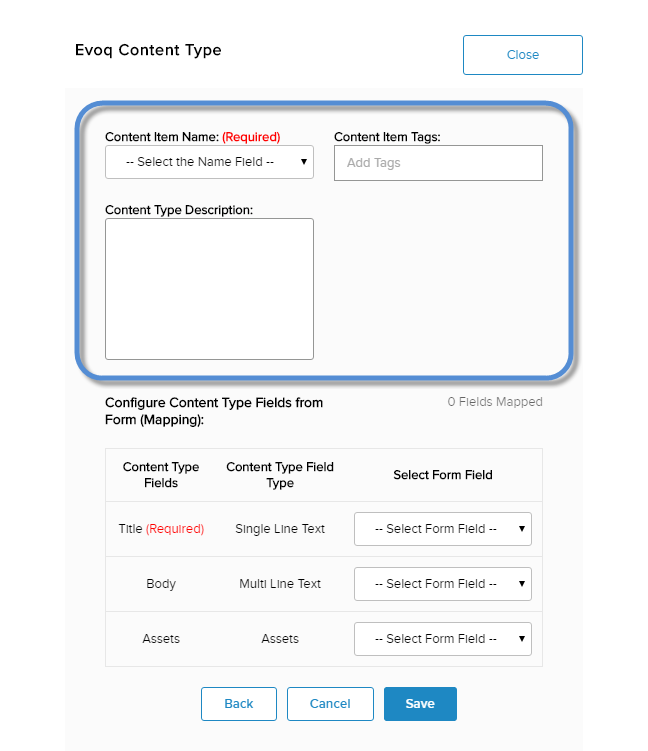 Evoq Content Type
Close
Content Item Name: (Required)
Content Item Tags:
-- Select the Name Field --
Add Tags
Content Type Description:
Configure Content Type Fields from
Form (Mapping):
0 Fields Mapped
Content Type
Fields
Content Type Field
Type
Select Form Field
Title (Required)
Single Line Text
-- Select Form Field --
Body
Multi Line Text
-- Select Form Field --
Assets
Assets
-- Select Form Field --
Back
Cancel
Save